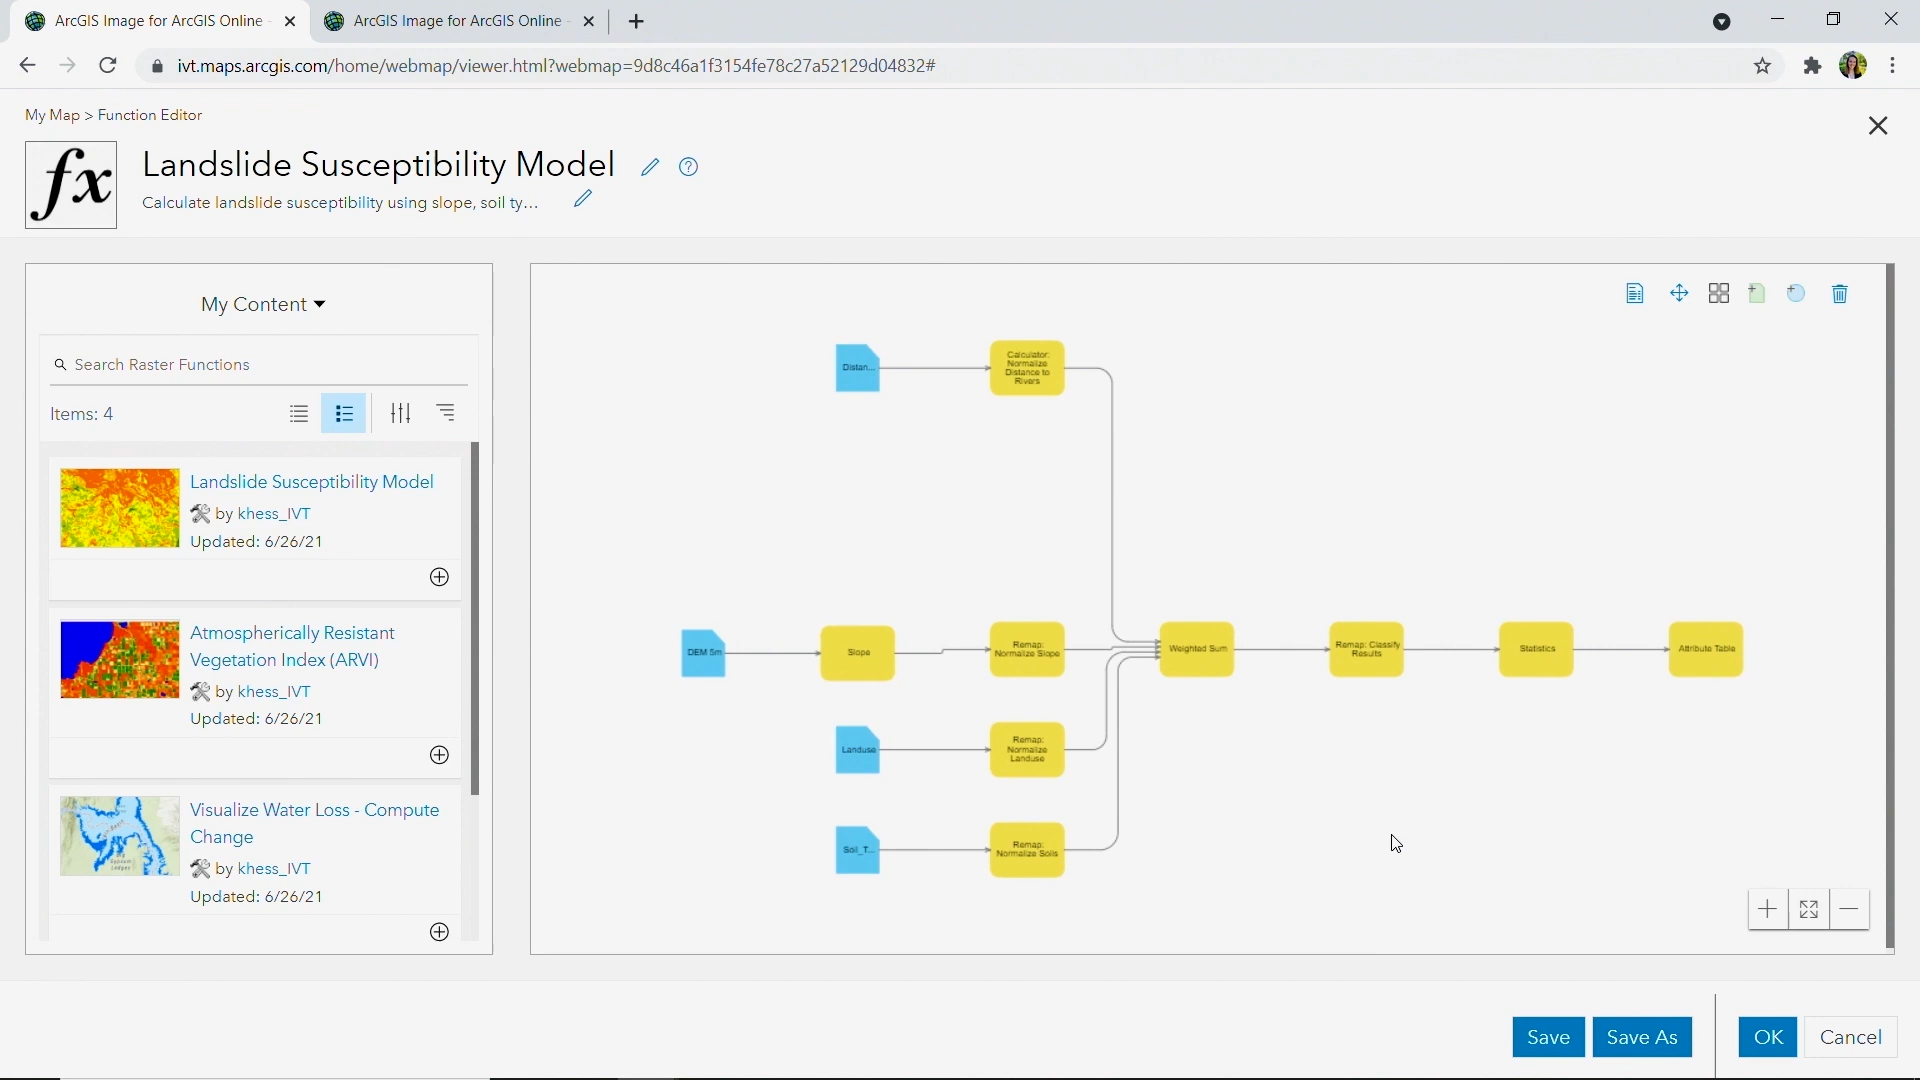 ArcGIS Image for ArcGIS Online -
ArcGIS Image for ArcGIS Online -
ivt.maps.arcgis.com/home/webmap/viewer.html?webmap=9d8c46a1f3154fe78c27a52129d04832#
My Map > Function Editor
fx
Landslide Susceptibility Model
Calculate landslide susceptibility using slope, soil ty...
My Content
Search Raster Functions
Items: 4
Landslide Susceptibility Model
by khess_IVT
Updated: 6/26/21
Atmospherically Resistant
Vegetation Index (ARVI)
by khess_IVT
Updated: 6/26/21
Visualize Water Loss - Compute
Change
by khess_IVT
Updated: 6/26/21
Distan...
Calculator:
Normalize
Distance to
Rivers
DEM 5m
Slope
Remap:
Normalize Slope
Weighted Sum
Remap: Classify
Results
Statistics
Attribute Table
Landuse
Remap:
Normalize
Landuse
Soil_T...
Remap:
Normalize Soils
Save
Save As
OK
Cancel